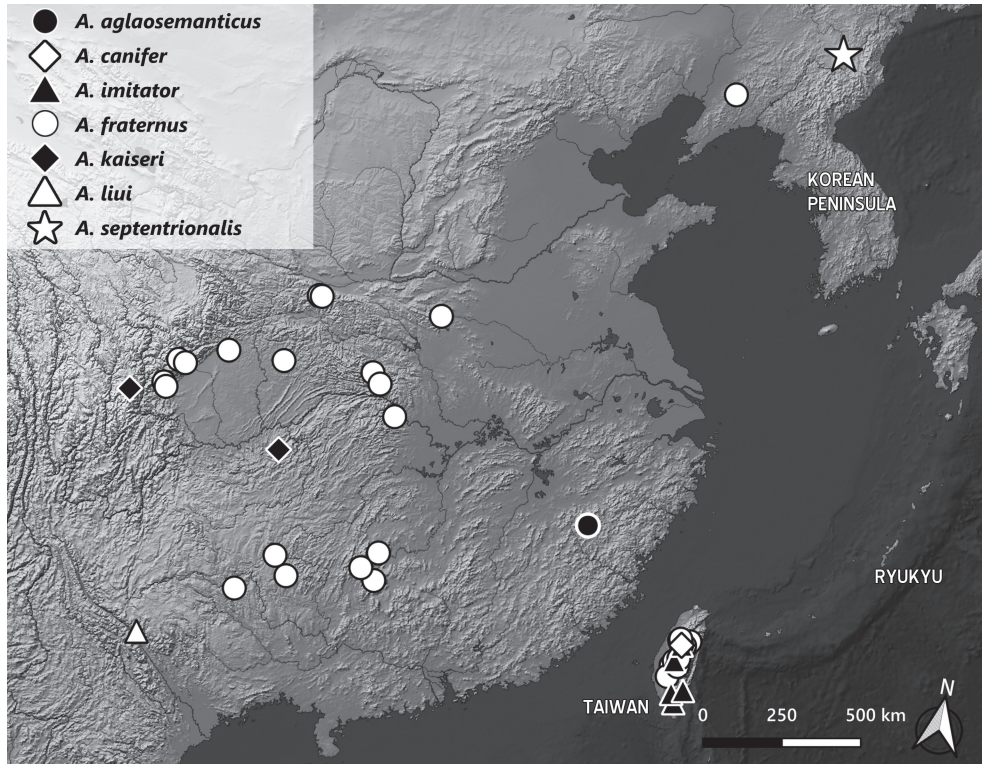 A. aglaosemanticus
A. canifer
A. imitator
A. fraternus
A. kaiseri
A. liui
A. septentrionalis
KOREAN
PENINSULA
RYUKYU
TAIWAN
0 250 500 km
N